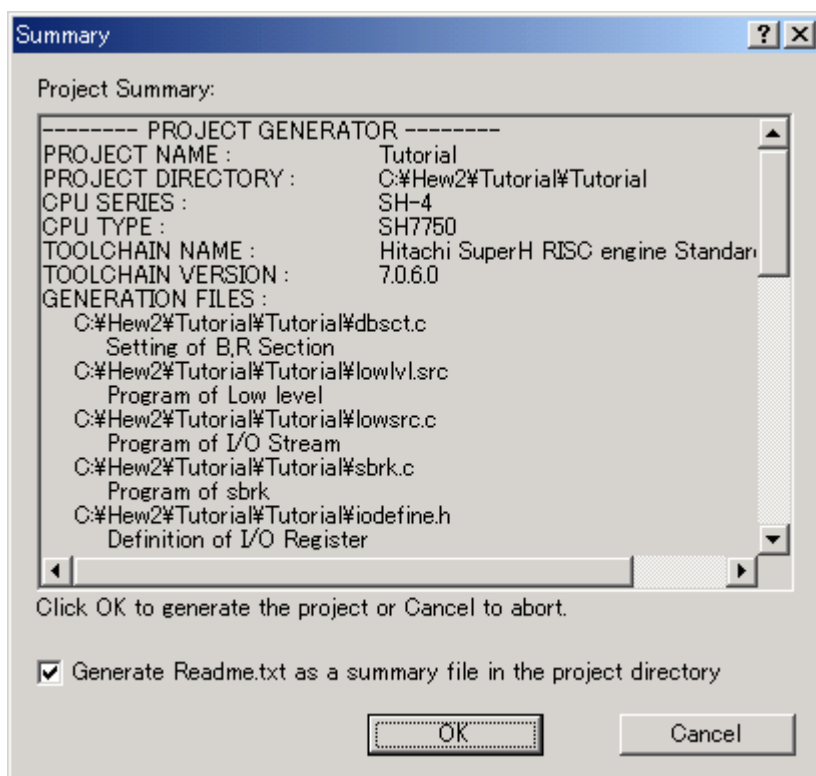 Summary
Project Summary:
-------- PROJECT GENERATOR --------
PROJECT NAME : Tutorial
PROJECT DIRECTORY : C:¥Hew2¥Tutorial¥Tutorial
CPU SERIES : SH-4
CPU TYPE : SH7750
TOOLCHAIN NAME : Hitachi SuperH RISC engine Standar
TOOLCHAIN VERSION : 7.0.6.0
GENERATION FILES :
C:¥Hew2¥Tutorial¥Tutorial¥dbsct.c
Setting of B,R Section
C:¥Hew2¥Tutorial¥Tutorial¥lowlvl.src
Program of Low level
C:¥Hew2¥Tutorial¥Tutorial¥lowsrc.c
Program of I/O Stream
C:¥Hew2¥Tutorial¥Tutorial¥sbrk.c
Program of sbrk
C:¥Hew2¥Tutorial¥Tutorial¥iodefine.h
Definition of I/O Register
Click OK to generate the project or Cancel to abort.
Generate Readme.txt as a summary file in the project directory
OK Cancel